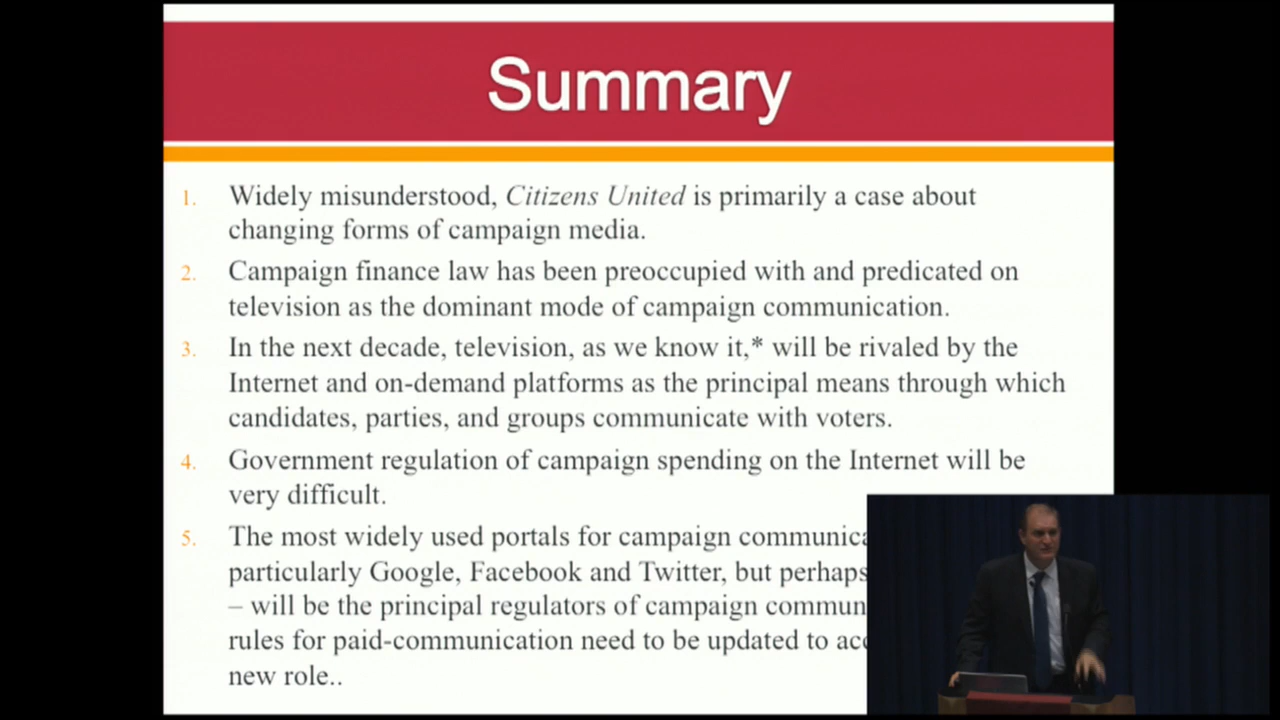 Summary
1. Widely misunderstood, Citizens United is primarily a case about
changing forms of campaign media.
2. Campaign finance law has been preoccupied with and predicated on
television as the dominant mode of campaign communication.
3. In the next decade, television, as we know it,* will be rivaled by the
Internet and on-demand platforms as the principal means through which
candidates, parties, and groups communicate with voters.
4. Government regulation of campaign spending on the Internet will be
very difficult.
5. The most widely used portals for campaign communica
particularly Google, Facebook and Twitter, but perhaps
– will be the principal regulators of campaign commun
rules for paid-communication need to be updated to acc
new role..